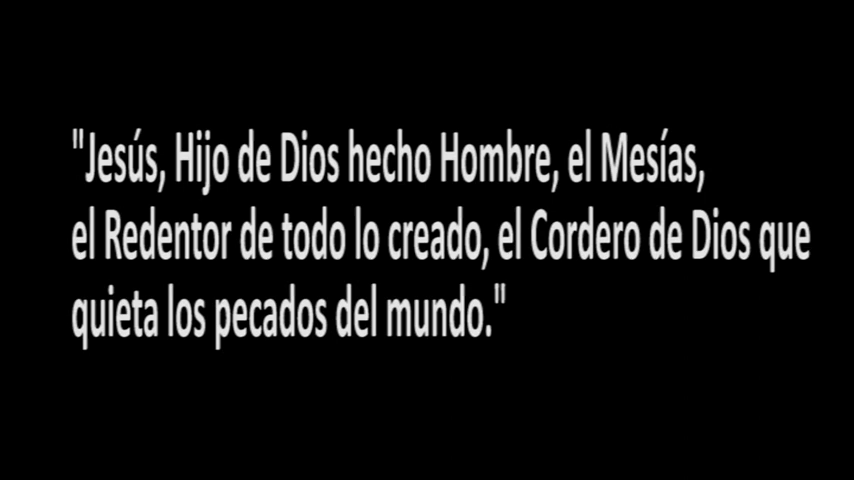 "Jesús, Hijo de Dios hecho Hombre, el Mesías,
el Redentor de todo lo creado, el Cordero de Dios que
quieta los pecados del mundo."